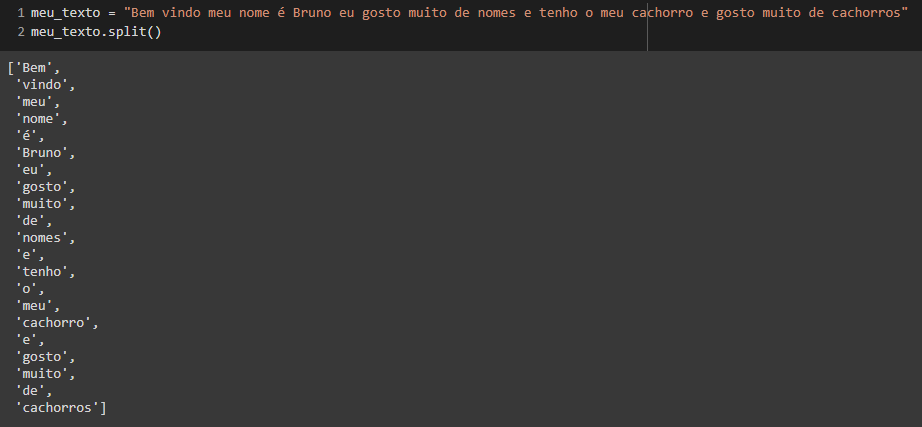 1 meu_texto = "Bem vindo meu nome é Bruno eu gosto muito de nomes e tenho o meu cachorro e gosto muito de cachorros"
2 meu_texto.split()
['Bem',
'vindo',
'meu',
'nome',
'é',
'Bruno',
'eu',
'gosto',
'muito',
'de',
'nomes',
'e',
'tenho',
'o',
'meu',
'cachorro',
'e',
'gosto',
'muito',
'de',
'cachorros']